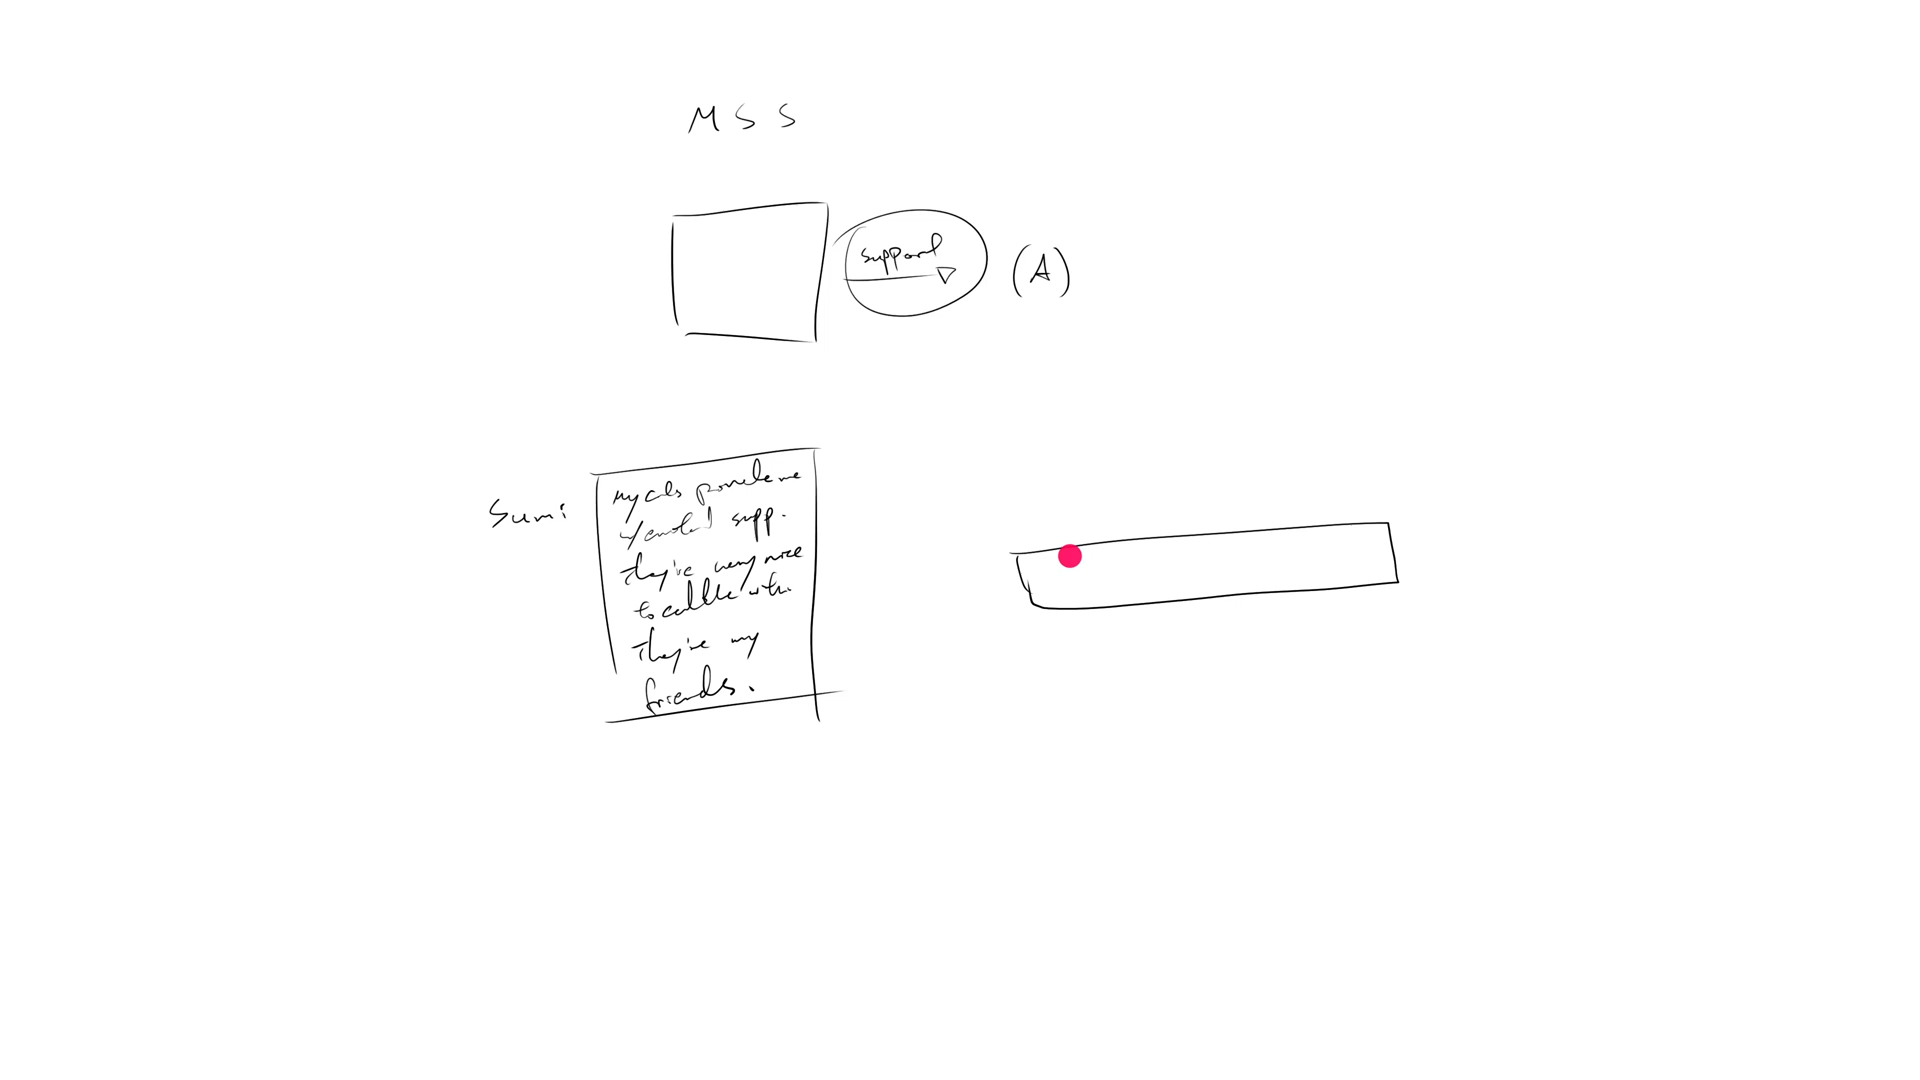 M S S
support
(A)
Sumi
my cats provide me
w/ emotional supp.
they're very nice
to cuddle with.
They're my
friends.